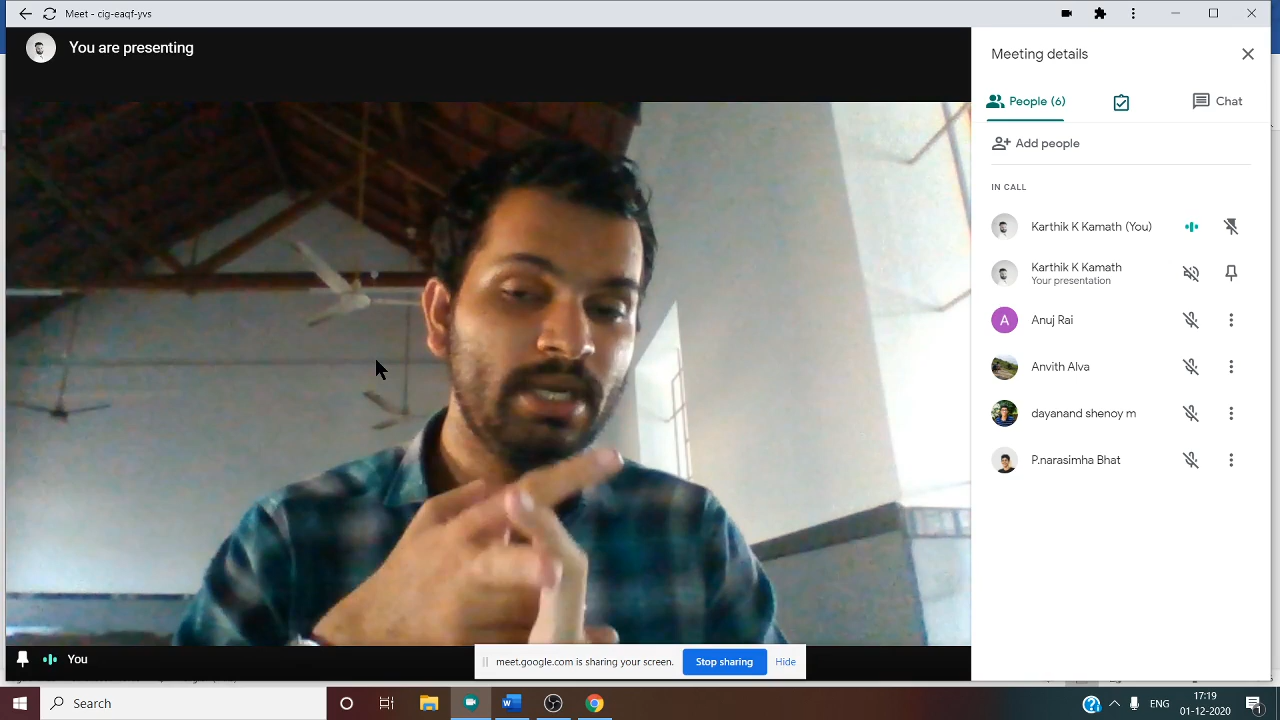 Meet - cig-eaqf-yvs
You are presenting
Meeting details
People (6)
Chat
Add people
IN CALL
Karthik K Kamath (You)
Karthik K Kamath
Your presentation
A
Anuj Rai
Anvith Alva
dayanand shenoy m
P.narasimha Bhat
You
meet.google.com is sharing your screen.
Stop sharing
Hide
Search
ENG
17:19
01-12-2020